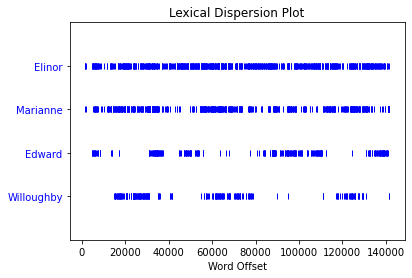 Lexical Dispersion Plot
Elinor
Marianne
Edward
Willoughby
0 20000 40000 60000 80000 100000 120000 140000
Word Offset